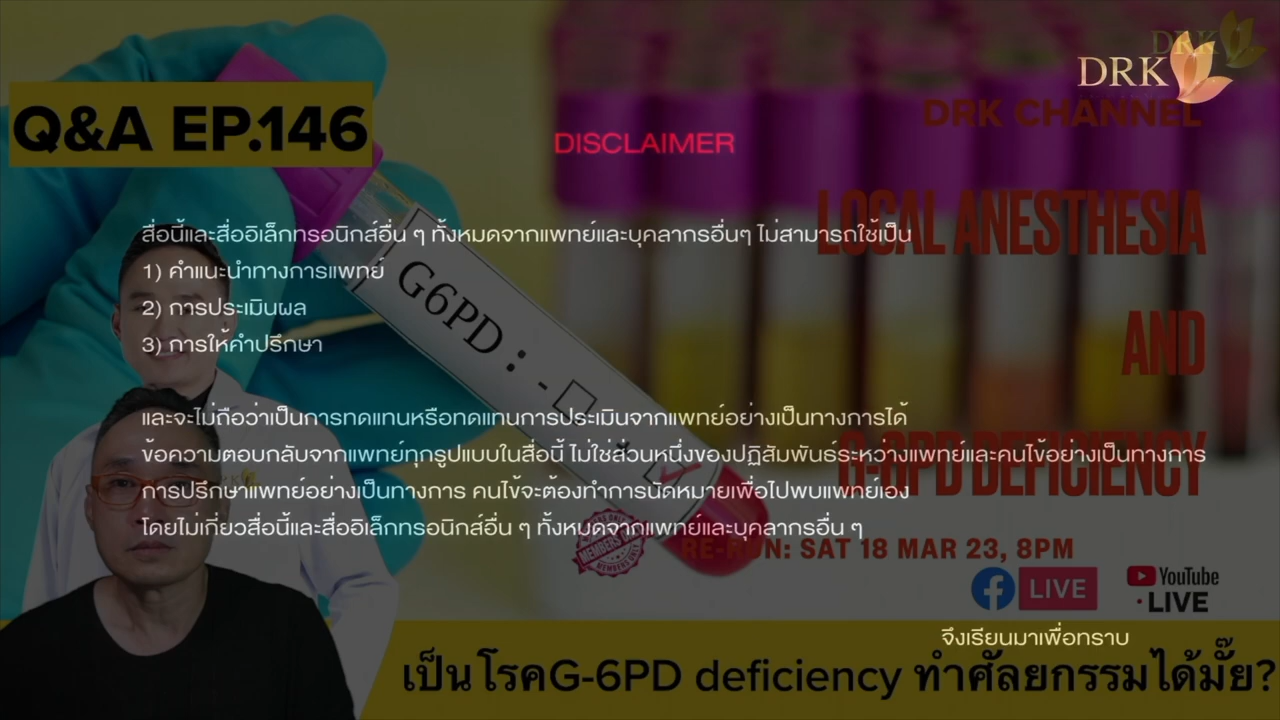 Q&A EP.146
DRK
DRK
DRK CHANNEL
DISCLAIMER
LOCAL ANESTHESIA
AND
G-6PD DEFICIENCY
G6PD : -
สื่อนี้และสื่ออิเล็กทรอนิกส์อื่น ๆ ทั้งหมดจากแพทย์และบุคลากรอื่นๆ ไม่สามารถใช้เป็น
1) คำแนะนำทางการแพทย์
2) การประเมินผล
3) การให้คำปรึกษา
และจะไม่ถือว่าเป็นการทดแทนหรือทดแทนการประเมินจากแพทย์อย่างเป็นทางการได้
ข้อความตอบกลับจากแพทย์ทุกรูปแบบในสื่อนี้ ไม่ใช่ส่วนหนึ่งของปฏิสัมพันธ์ระหว่างแพทย์และคนไข้อย่างเป็นทางการ
การปรึกษาแพทย์อย่างเป็นทางการ คนไข้จะต้องทำการนัดหมายเพื่อไปพบแพทย์เอง
โดยไม่เกี่ยวสื่อนี้และสื่ออิเล็กทรอนิกส์อื่น ๆ ทั้งหมดจากแพทย์และบุคลากรอื่น ๆ
RE-RUN: SAT 18 MAR 23, 8PM
LIVE
YouTube
LIVE
จึงเรียนมาเพื่อทราบ
เป็นโรคG-6PD deficiency ทำศัลยกรรมได้มั๊ย?